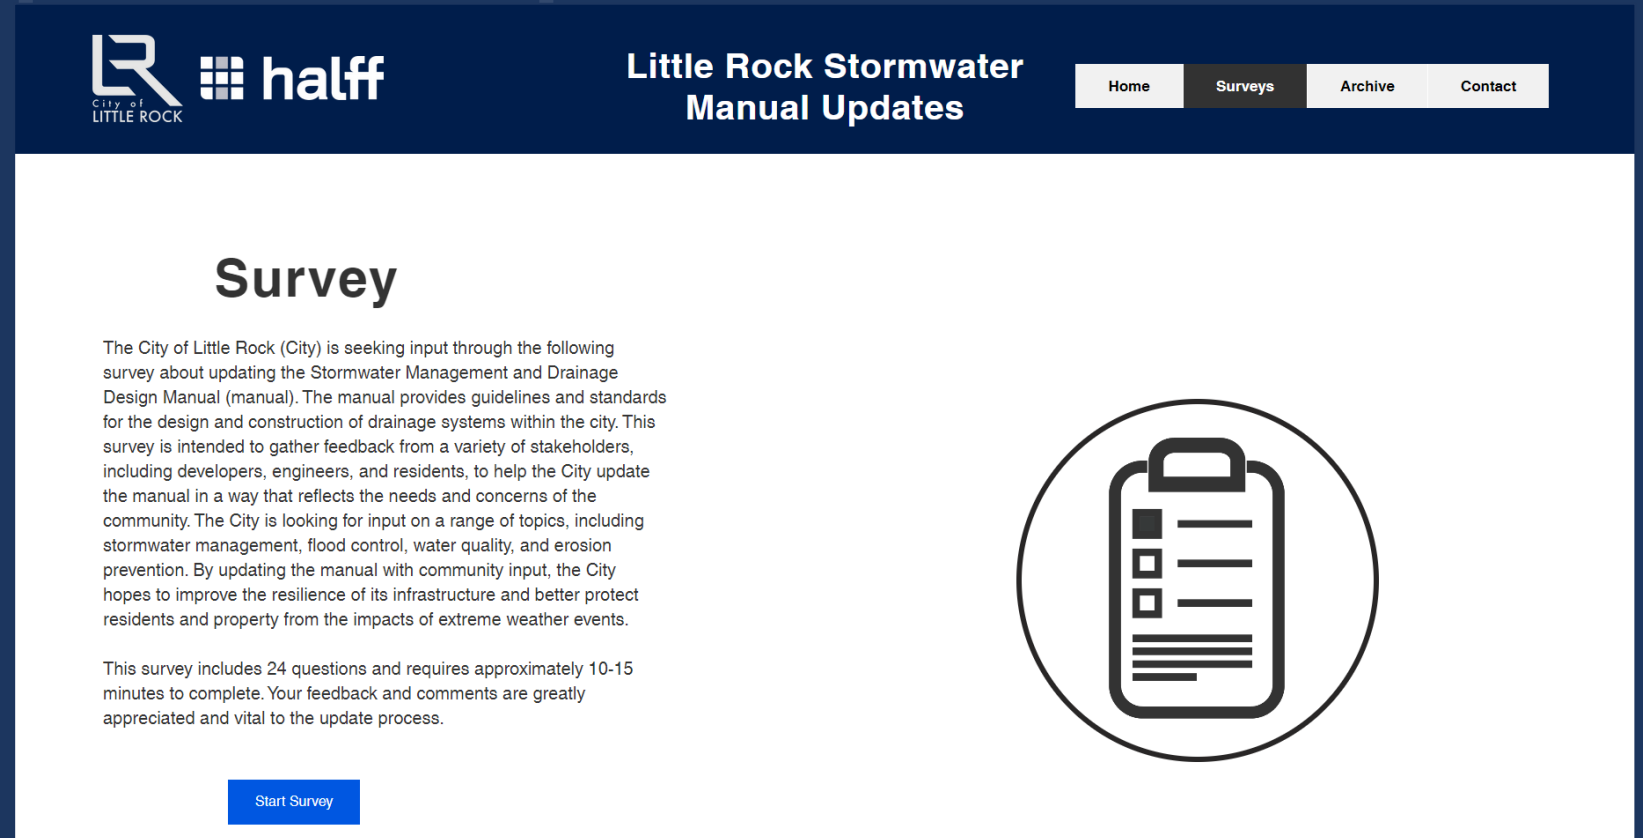 City of
LITTLE ROCK
halff
Little Rock Stormwater
Manual Updates
Home
Surveys
Archive
Contact
Survey
The City of Little Rock (City) is seeking input through the following
survey about updating the Stormwater Management and Drainage
Design Manual (manual). The manual provides guidelines and standards
for the design and construction of drainage systems within the city. This
survey is intended to gather feedback from a variety of stakeholders,
including developers, engineers, and residents, to help the City update
the manual in a way that reflects the needs and concerns of the
community. The City is looking for input on a range of topics, including
stormwater management, flood control, water quality, and erosion
prevention. By updating the manual with community input, the City
hopes to improve the resilience of its infrastructure and better protect
residents and property from the impacts of extreme weather events.
This survey includes 24 questions and requires approximately 10-15
minutes to complete. Your feedback and comments are greatly
appreciated and vital to the update process.
Start Survey